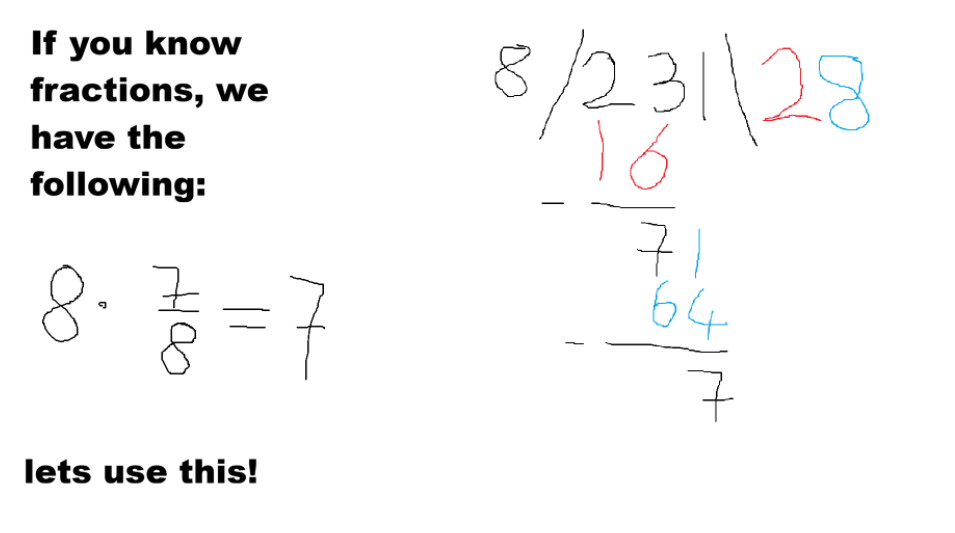 If you know
fractions, we
have the
following:
8 · 7/8 = 7
lets use this!
8 / 231 \ 28
16
-
71
64
-
7